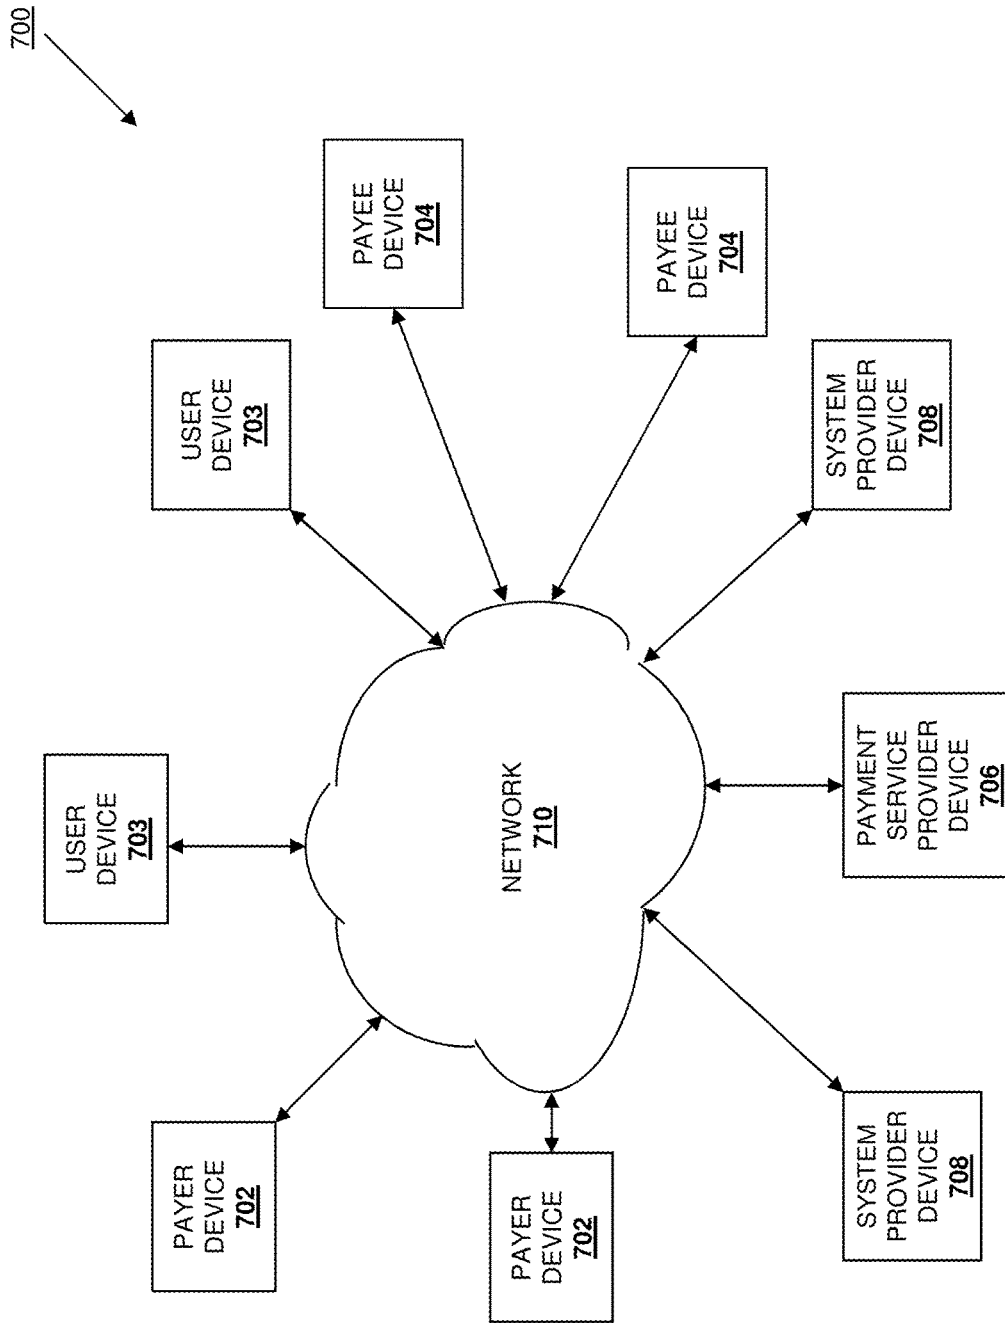 700
USER
DEVICE
703
USER
DEVICE
703
PAYEE
DEVICE
704
PAYER
DEVICE
702
PAYEE
DEVICE
704
NETWORK
710
PAYER
DEVICE
702
SYSTEM
PROVIDER
DEVICE
708
PAYMENT
SERVICE
PROVIDER
DEVICE
706
SYSTEM
PROVIDER
DEVICE
708